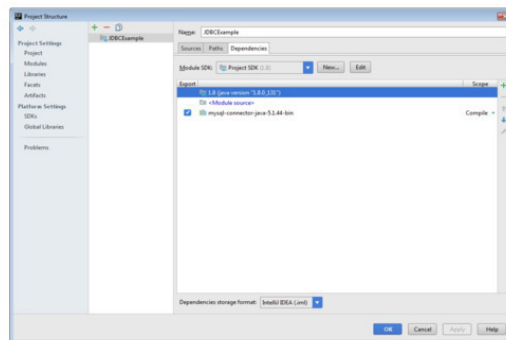 Project Structure
Name: JDBCExample
Project Settings
Project
Modules
Libraries
Facets
Artifacts
Platform Settings
SDKs
Global Libraries
Problems
JDBCExample
Sources Paths Dependencies
Module SDK: Project SDK (1.8) New... Edit
Export Scope
1.8 (java version "1.8.0_131")
<Module source>
mysql-connector-java-5.1.44-bin Compile
Dependencies storage format: IntelliJ IDEA (.iml)
OK Cancel Apply Help